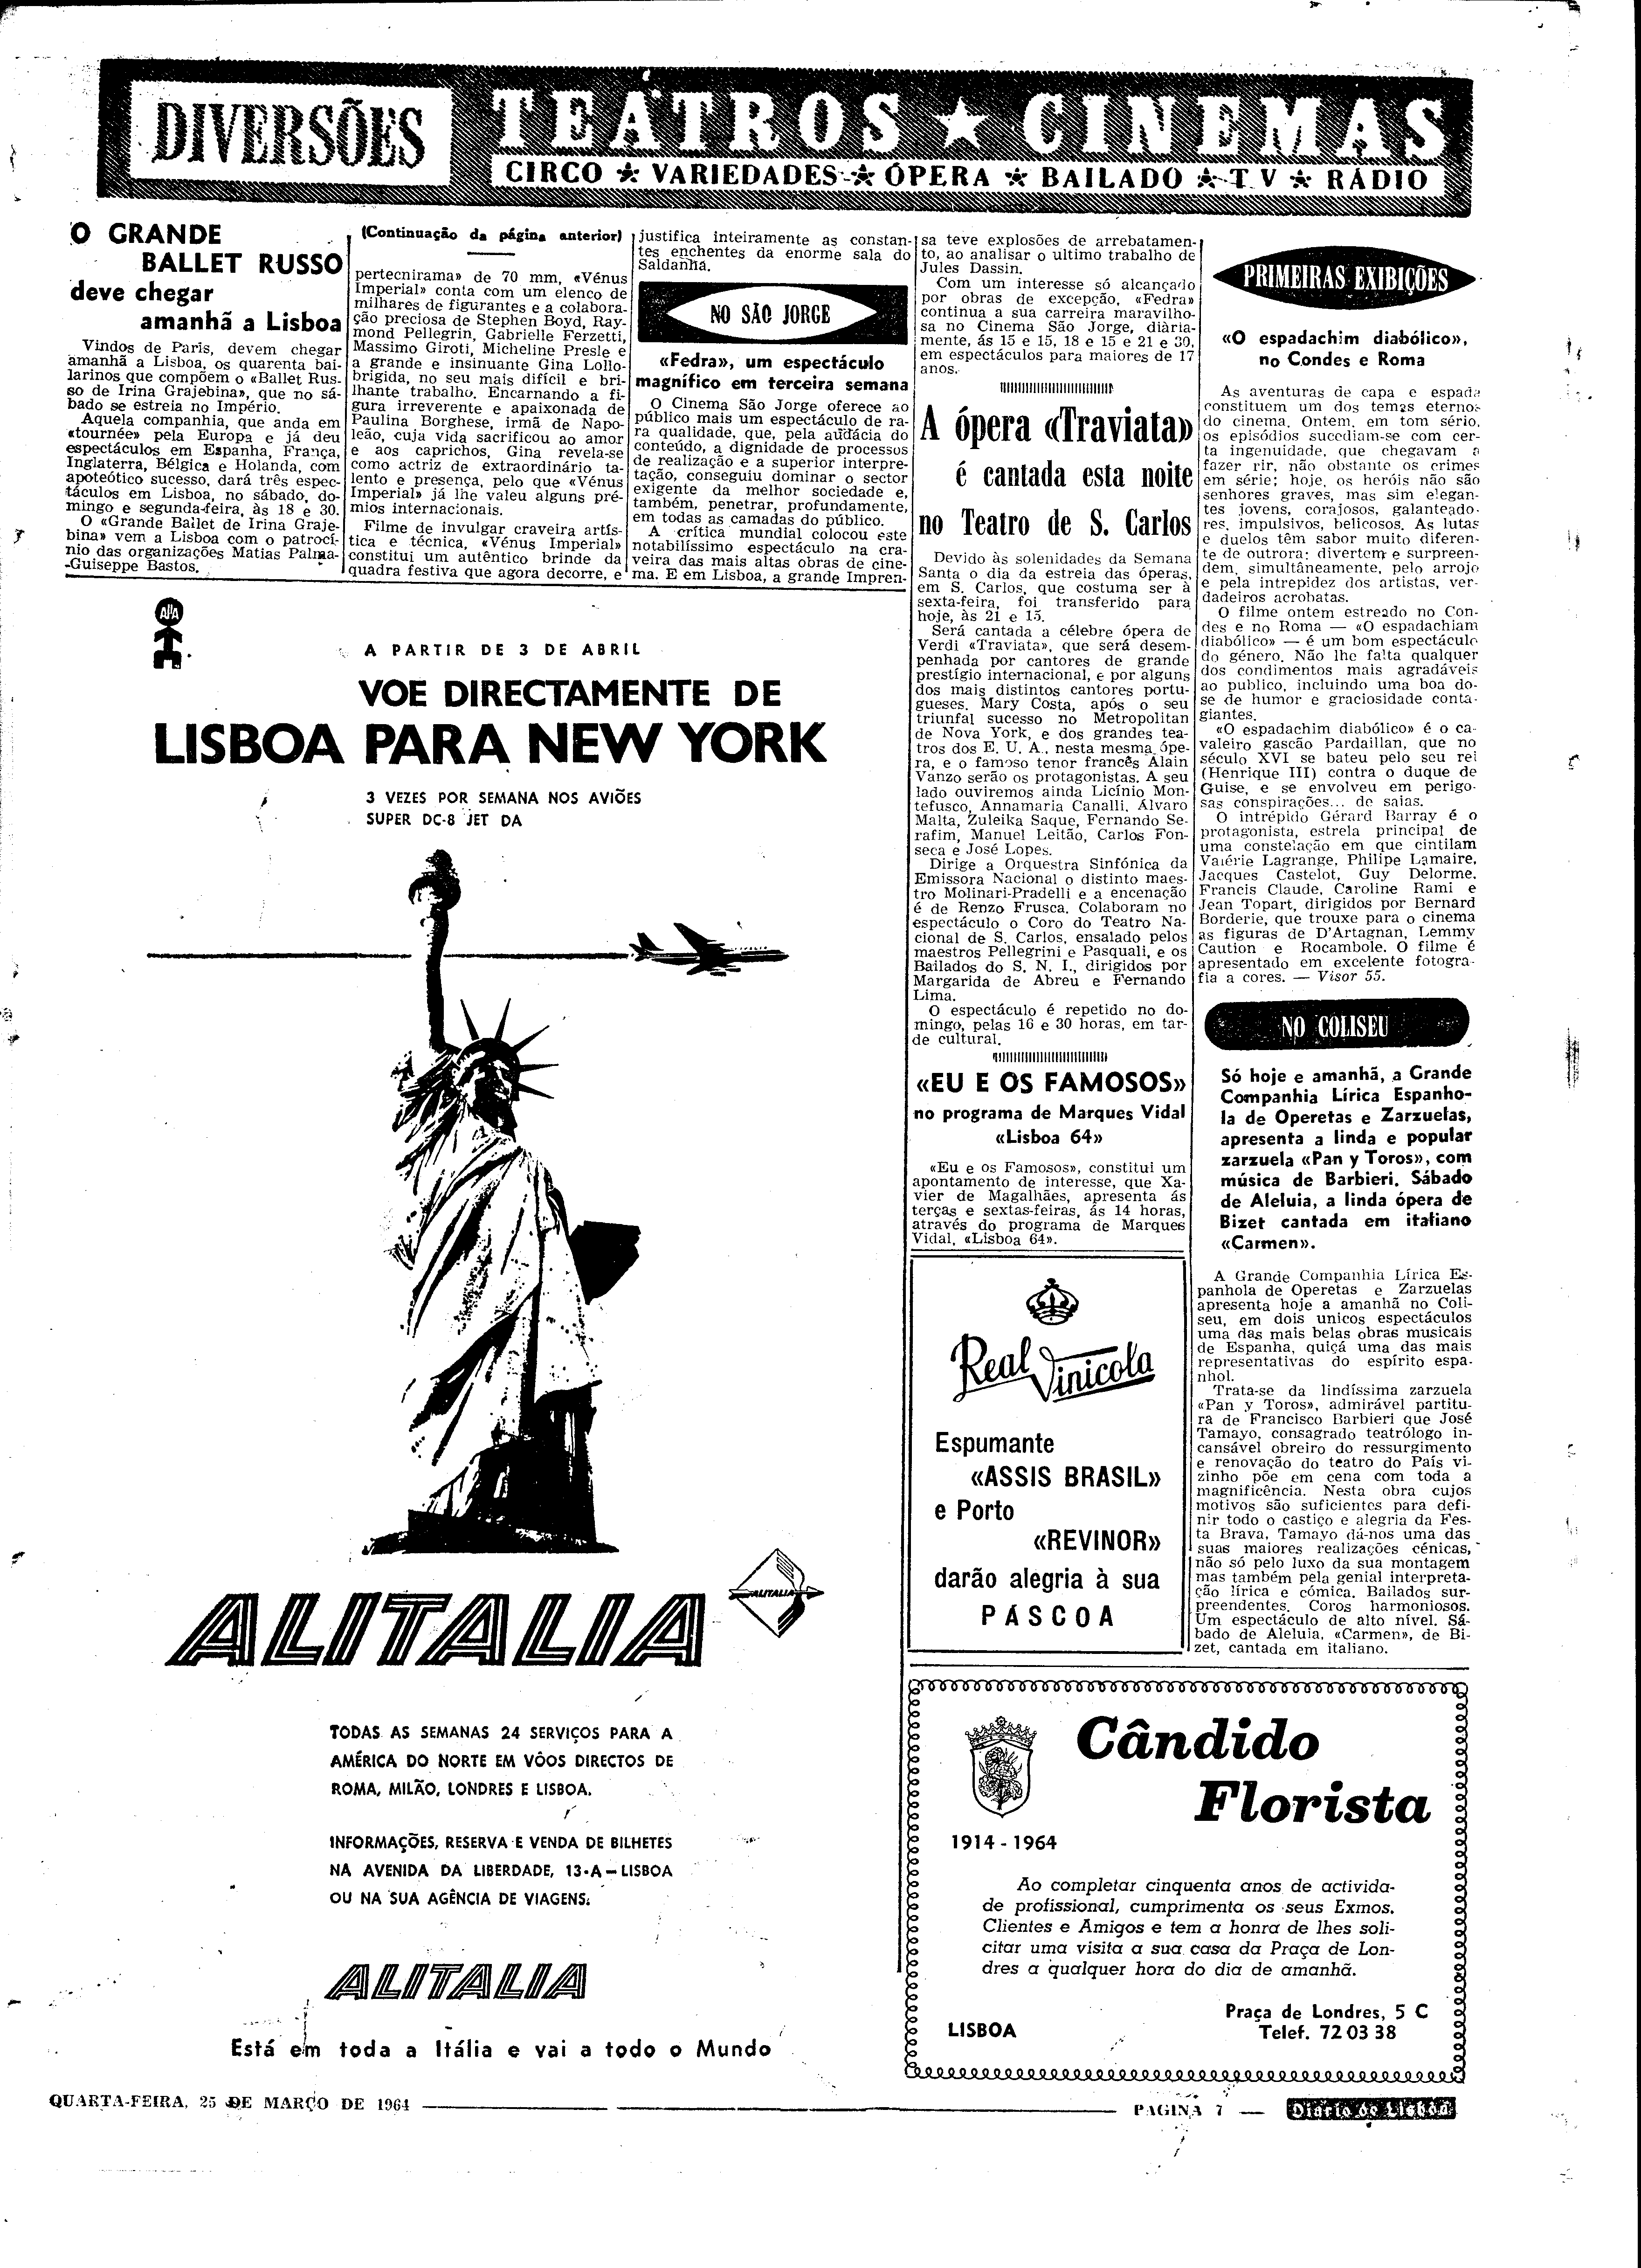 DIVERSÕES
TEATROS ★ CINEMAS
CIRCO ★ VARIEDADES ★ ÓPERA ★ BAILADO ★ TV ★ RÁDIO
O GRANDE
BALLET RUSSO
deve chegar
amanhã a Lisboa
Vindos de Paris, devem chegar
amanhã a Lisboa, os quarenta bai-
larinos que compõem o «Ballet Rus-
so de Irina Grajebina», que no sá-
bado se estreia no Império.
Aquela companhia, que anda em
«tournée» pela Europa e já deu
espectáculos em Espanha, França,
Inglaterra, Bélgica e Holanda, com
apoteótico sucesso, dará três espec-
táculos em Lisboa, no sábado, do-
mingo e segunda-feira, às 18 e 30.
O «Grande Ballet de Irina Graje-
bina» vem a Lisboa com o patrocí-
nio das organizações Matias Palma-
-Guiseppe Bastos.
(Continuação da página anterior)
pertecnirama» de 70 mm, «Vénus
Imperial» conta com um elenco de
milhares de figurantes e a colabora-
ção preciosa de Stephen Boyd, Ray-
mond Pellegrin, Gabrielle Ferzetti,
Massimo Giroti, Micheline Presle e
a grande e insinuante Gina Lollo-
brigida, no seu mais difícil e bri-
lhante trabalho. Encarnando a fi-
gura irreverente e apaixonada de
Paulina Borghese, irmã de Napo-
leão, cuja vida sacrificou ao amor
e aos caprichos, Gina revela-se
como actriz de extraordinário ta-
lento e presença, pelo que «Vénus
Imperial» já lhe valeu alguns pré-
mios internacionais.
Filme de invulgar craveira artís-
tica e técnica, «Vénus Imperial»
constitui um autêntico brinde da
quadra festiva que agora decorre, e
justifica inteiramente as constan-
tes enchentes da enorme sala do
Saldanha.
NO SÃO JORGE
«Fedra», um espectáculo
magnífico em terceira semana
O Cinema São Jorge oferece ao
público mais um espectáculo de ra-
ra qualidade, que, pela audácia do
conteúdo, a dignidade de processos
de realização e a superior interpre-
tação, conseguiu dominar o sector
exigente da melhor sociedade e,
também, penetrar, profundamente,
em todas as camadas do público.
A crítica mundial colocou este
notabilíssimo espectáculo na cra-
veira das mais altas obras de cine-
ma. E em Lisboa, a grande Impren-
sa teve explosões de arrebatamen-
to, ao analisar o ultimo trabalho de
Jules Dassin.
Com um interesse só alcançado
por obras de excepção, «Fedra»
continua a sua carreira maravilho-
sa no Cinema São Jorge, diària-
mente, ás 15 e 15, 18 e 15 e 21 e 30,
em espectáculos para maiores de 17
anos.
A ópera «Traviata»
é cantada esta noite
no Teatro de S. Carlos
Devido às solenidades da Semana
Santa o dia da estreia das óperas,
em S. Carlos, que costuma ser à
sexta-feira, foi transferido para
hoje, às 21 e 15.
Será cantada a célebre ópera de
Verdi «Traviata», que será desem-
penhada por cantores de grande
prestígio internacional, e por alguns
dos mais distintos cantores portu-
gueses. Mary Costa, após o seu
triunfal sucesso no Metropolitan
de Nova York, e dos grandes tea-
tros dos E. U. A., nesta mesma ópe-
ra, e o famoso tenor francês Alain
Vanzo serão os protagonistas. A seu
lado ouviremos ainda Licínio Mon-
tefusco, Annamaria Canalli, Álvaro
Malta, Zuleika Saque, Fernando Se-
rafim, Manuel Leitão, Carlos Fon-
seca e José Lopes.
Dirige a Orquestra Sinfónica da
Emissora Nacional o distinto maes-
tro Molinari-Pradelli e a encenação
é de Renzo Frusca. Colaboram no
espectáculo o Coro do Teatro Na-
cional de S. Carlos, ensalado pelos
maestros Pellegrini e Pasquali, e os
Bailados do S. N. I., dirigidos por
Margarida de Abreu e Fernando
Lima.
O espectáculo é repetido no do-
mingo, pelas 16 e 30 horas, em tar-
de cultural.
«EU E OS FAMOSOS»
no programa de Marques Vidal
«Lisboa 64»
«Eu e os Famosos», constitui um
apontamento de interesse, que Xa-
vier de Magalhães, apresenta ás
terças e sextas-feiras, ás 14 horas,
através do programa de Marques
Vidal, «Lisboa 64».
PRIMEIRAS EXIBIÇÕES
«O espadachim diabólico»,
no Condes e Roma
As aventuras de capa e espada
constituem um dos temas eternos
do cinema. Ontem, em tom sério,
os episódios sucediam-se com cer-
ta ingenuidade, que chegavam a
fazer rir, não obstante os crimes
em série; hoje, os heróis não são
senhores graves, mas sim elegan-
tes jovens, corajosos, galanteado-
res, impulsivos, belicosos. As lutas
e duelos têm sabor muito diferen-
te de outrora: divertem e surpreen-
dem, simultâneamente, pelo arrojo
e pela intrepidez dos artistas, ver-
dadeiros acrobatas.
O filme ontem estreado no Con-
des e no Roma — «O espadachiam
diabólico» — é um bom espectáculo
do género. Não lhe falta qualquer
dos condimentos mais agradáveis
ao publico, incluindo uma boa do-
se de humor e graciosidade conta-
giantes.
«O espadachim diabólico» é o ca-
valeiro gascão Pardaillan, que no
século XVI se bateu pelo seu rei
(Henrique III) contra o duque de
Guise, e se envolveu em perigo-
sas conspirações... de saias.
O intrépido Gérard Barray é o
protagonista, estrela principal de
uma constelação em que cintilam
Valérie Lagrange, Philipe Lamaire,
Jacques Castelot, Guy Delorme,
Francis Claude, Caroline Rami e
Jean Topart, dirigidos por Bernard
Borderie, que trouxe para o cinema
as figuras de D'Artagnan, Lemmy
Caution e Rocambole. O filme é
apresentado em excelente fotogra-
fia a cores. — Visor 55.
NO COLISEU
Só hoje e amanhã, a Grande
Companhia Lírica Espanho-
la de Operetas e Zarzuelas,
apresenta a linda e popular
zarzuela «Pan y Toros», com
música de Barbieri. Sábado
de Aleluia, a linda ópera de
Bizet cantada em italiano
«Carmen».
A Grande Companhia Lírica Es-
panhola de Operetas e Zarzuelas
apresenta hoje a amanhã no Coli-
seu, em dois unicos espectáculos
uma das mais belas obras musicais
de Espanha, quiçá uma das mais
representativas do espírito espa-
nhol.
Trata-se da lindíssima zarzuela
«Pan y Toros», admirável partitu-
ra de Francisco Barbieri que José
Tamayo, consagrado teatrólogo in-
cansável obreiro do ressurgimento
e renovação do teatro do País vi-
zinho põe em cena com toda a
magnificência. Nesta obra cujos
motivos são suficientes para defi-
nir todo o castiço e alegria da Fes-
ta Brava, Tamayo dá-nos uma das
suas maiores realizações cénicas,
não só pelo luxo da sua montagem
mas também pela genial interpreta-
ção lírica e cómica. Bailados sur-
preendentes. Coros harmoniosos.
Um espectáculo de alto nível. Sá-
bado de Aleluia, «Carmen», de Bi-
zet, cantada em italiano.
A PARTIR DE 3 DE ABRIL
VOE DIRECTAMENTE DE
LISBOA PARA NEW YORK
3 VEZES POR SEMANA NOS AVIÕES
SUPER DC-8 JET DA
ALITALIA
ALITALIA
TODAS AS SEMANAS 24 SERVIÇOS PARA A
AMÉRICA DO NORTE EM VÔOS DIRECTOS DE
ROMA, MILÃO, LONDRES E LISBOA.
INFORMAÇÕES, RESERVA E VENDA DE BILHETES
NA AVENIDA DA LIBERDADE, 13-A — LISBOA
OU NA SUA AGÊNCIA DE VIAGENS.
ALITALIA
Está em toda a Itália e vai a todo o Mundo
Real Vinicola
Espumante
«ASSIS BRASIL»
e Porto
«REVINOR»
darão alegria à sua
PÁSCOA
Cândido
Florista
1914 - 1964
Ao completar cinquenta anos de activida-
de profissional, cumprimenta os seus Exmos.
Clientes e Amigos e tem a honra de lhes soli-
citar uma visita a sua casa da Praça de Lon-
dres a qualquer hora do dia de amanhã.
Praça de Londres, 5 C
LISBOA
Telef. 72 03 38
QUARTA-FEIRA, 25 DE MARÇO DE 1964
PAGINA 7
Diário de Lisboa